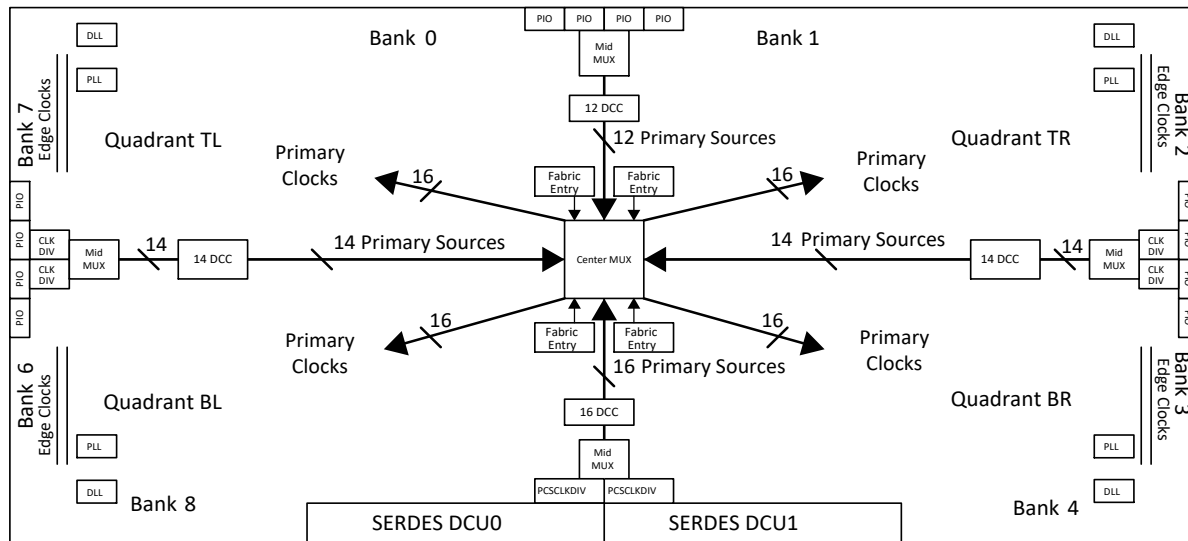 PIO PIO PIO PIO
Bank 0
Bank 1
DLL
DLL
Mid
MUX
PLL
PLL
Bank 7
Edge Clocks
Bank 2
Edge Clocks
12 DCC
Quadrant TL
12 Primary Sources
Quadrant TR
Primary
Clocks
16
Fabric
Entry
Fabric
Entry
16
Primary
Clocks
PIO
PIO
PIO
PIO
CLK
DIV
CLK
DIV
Mid
MUX
14
14 DCC
14 Primary Sources
Center MUX
14 Primary Sources
14 DCC
14
Mid
MUX
CLK
DIV
CLK
DIV
PIO
PIO
PIO
PIO
Primary
Clocks
16
Fabric
Entry
Fabric
Entry
16
Primary
Clocks
16 Primary Sources
Bank 6
Edge Clocks
Bank 3
Edge Clocks
Quadrant BL
16 DCC
Quadrant BR
PLL
PLL
Mid
MUX
DLL
DLL
Bank 8
PCSCLKDIV PCSCLKDIV
Bank 4
SERDES DCU0
SERDES DCU1